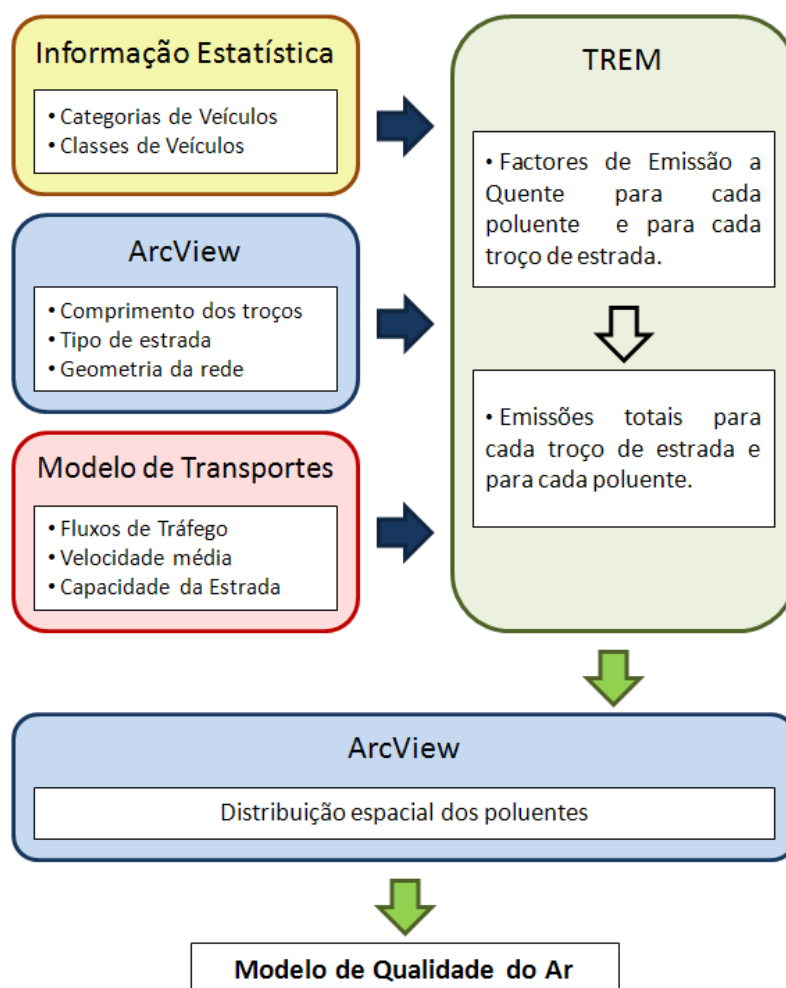 Informação Estatística
• Categorias de Veículos
• Classes de Veículos
ArcView
• Comprimento dos troços
• Tipo de estrada
• Geometria da rede
Modelo de Transportes
• Fluxos de Tráfego
• Velocidade média
• Capacidade da Estrada
TREM
• Factores de Emissão a
Quente para cada
poluente e para cada
troço de estrada.
• Emissões totais para
cada troço de estrada e
para cada poluente.
ArcView
Distribuição espacial dos poluentes
Modelo de Qualidade do Ar